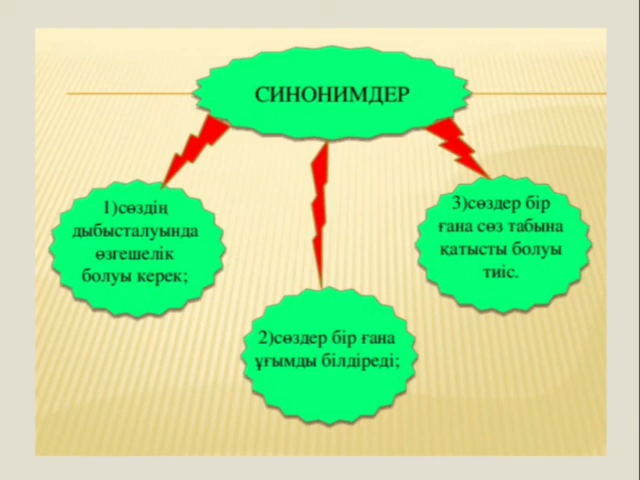 СИНОНИМДЕР
1)сөздің
дыбысталуында
өзгешелік
болуы керек;
2)сөздер бір ғана
ұғымды білдіреді;
3)сөздер бір
ғана сөз табына
қатысты болуы
тиіс.